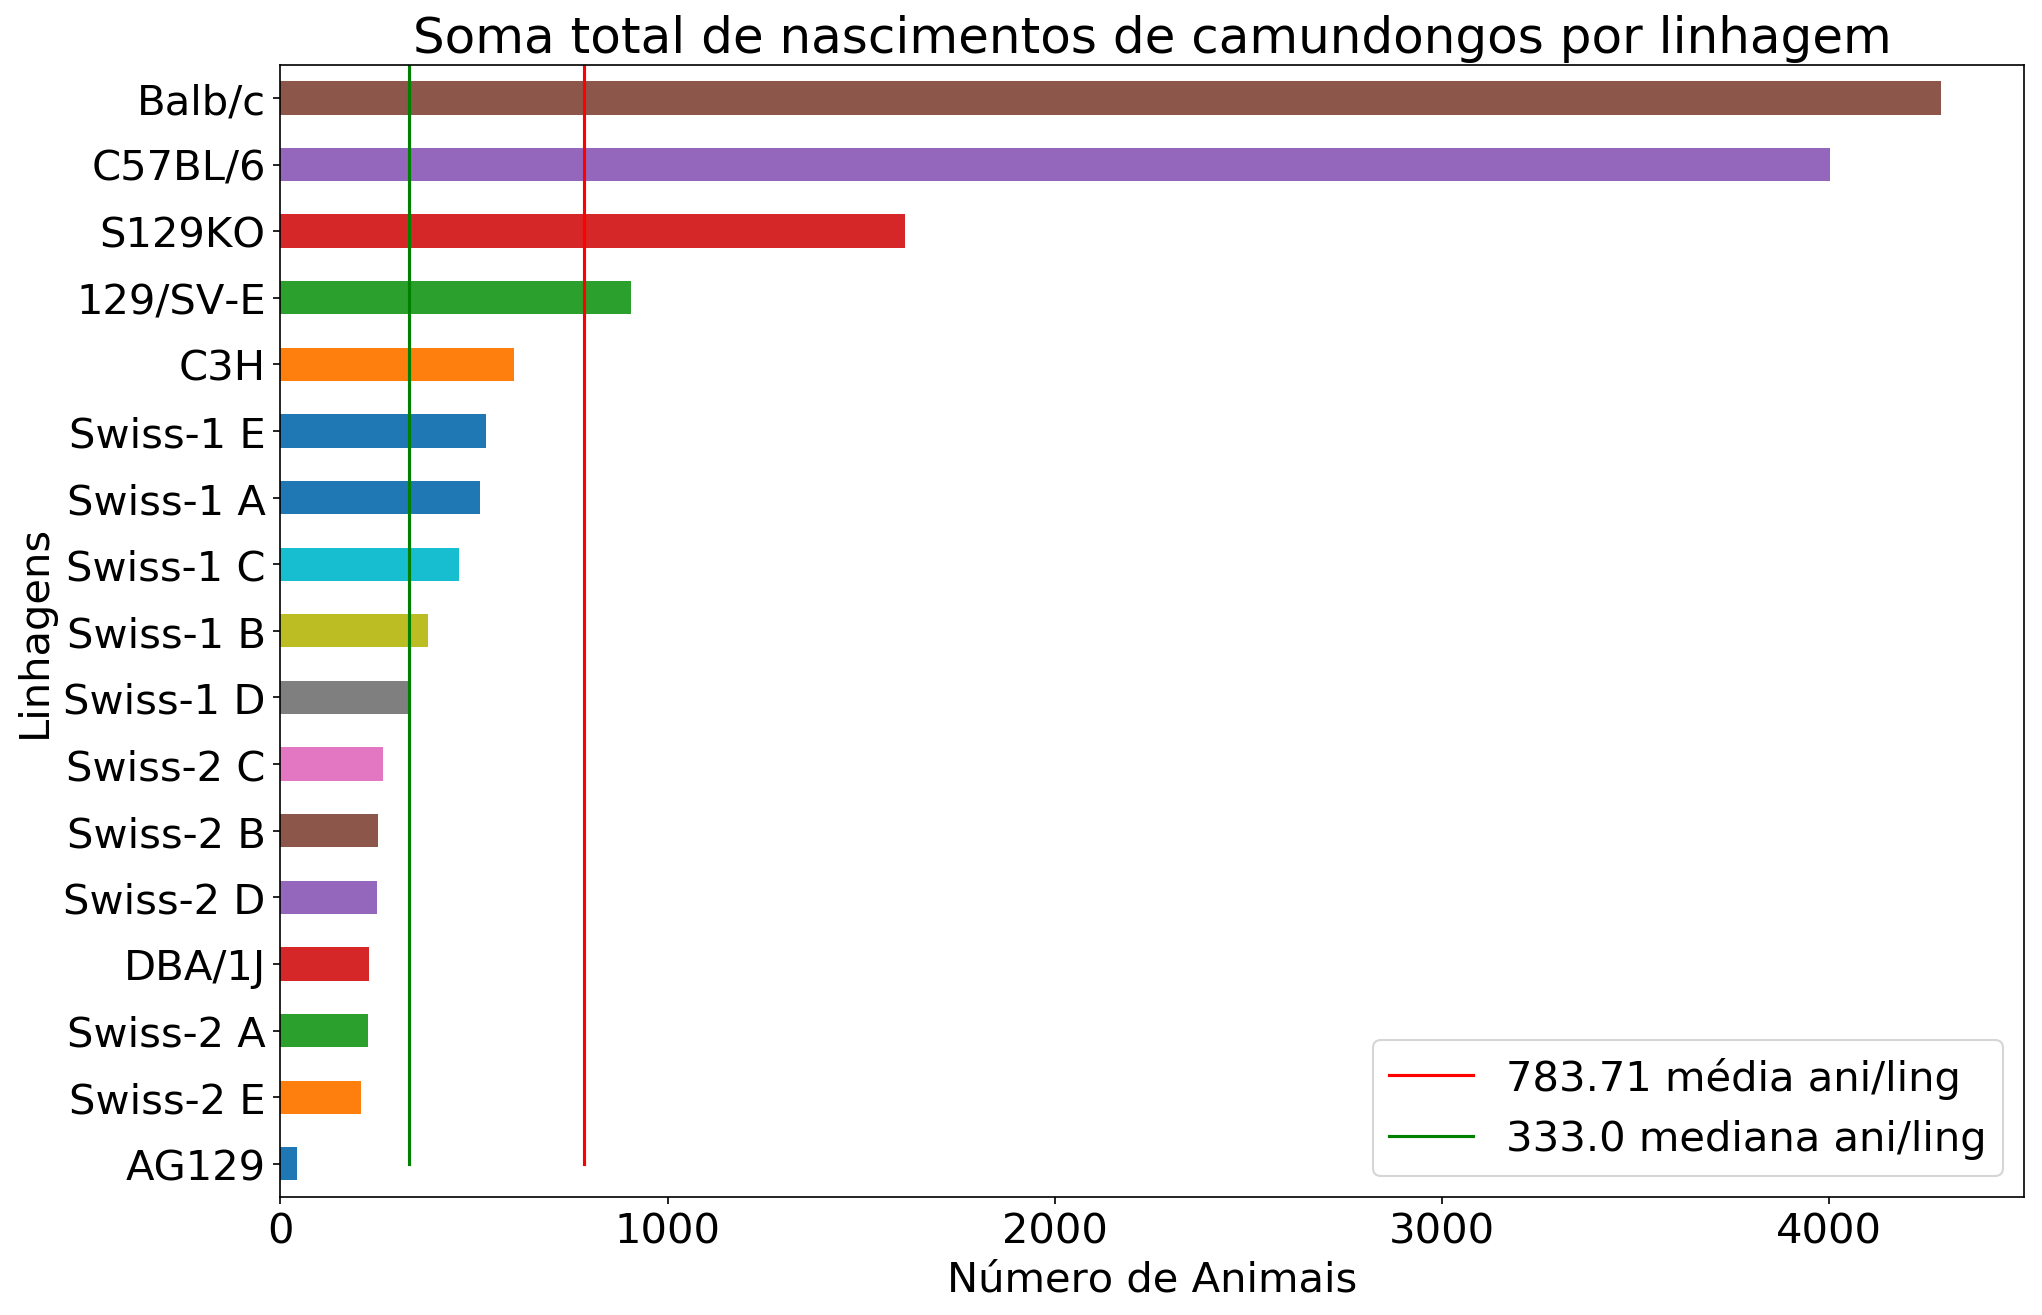 Soma total de nascimentos de camundongos por linhagem
Balb/c
C57BL/6
S129KO
129/SV-E
C3H
Swiss-1 E
Swiss-1 A
Swiss-1 C
Swiss-1 B
Swiss-1 D
Swiss-2 C
Swiss-2 B
Swiss-2 D
DBA/1J
Swiss-2 A
Swiss-2 E
AG129
Linhagens
783.71 média ani/ling
333.0 mediana ani/ling
0 1000 2000 3000 4000
Número de Animais